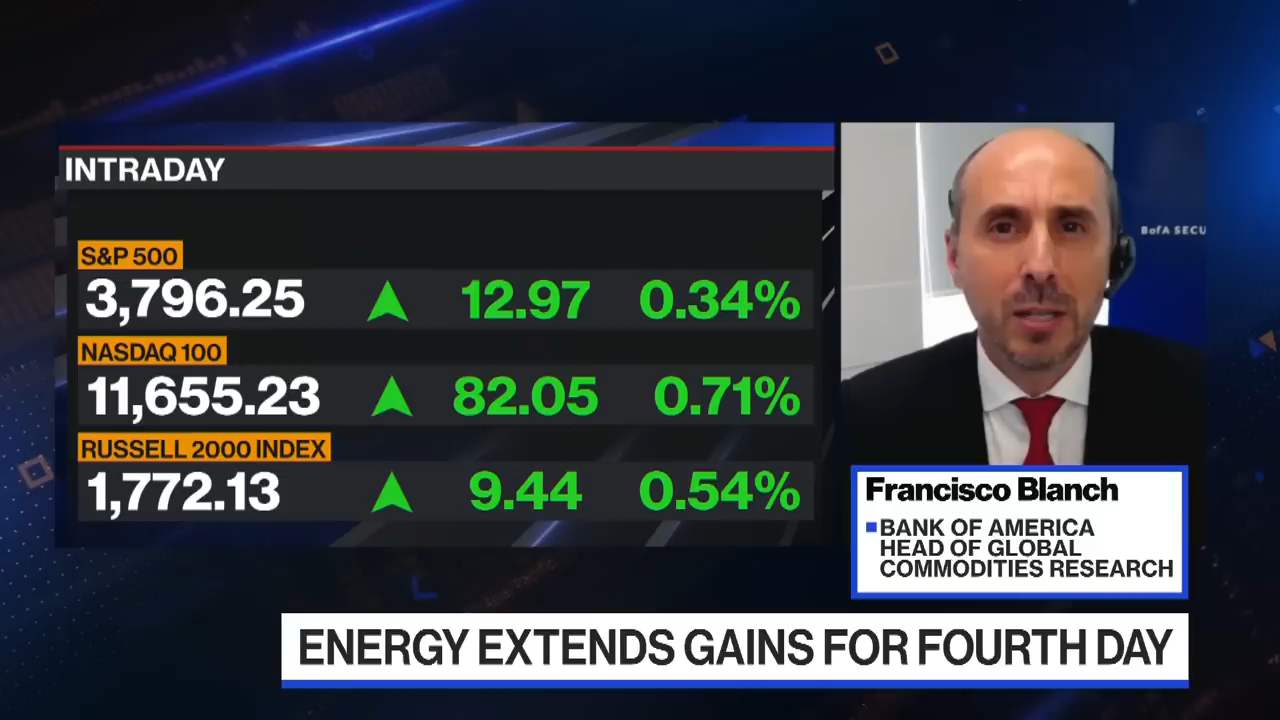 INTRADAY
S&P 500
3,796.25 ▲ 12.97 0.34%
NASDAQ 100
11,655.23 ▲ 82.05 0.71%
RUSSELL 2000 INDEX
1,772.13 ▲ 9.44 0.54%
BofA SECU
Francisco Blanch
BANK OF AMERICA
HEAD OF GLOBAL
COMMODITIES RESEARCH
ENERGY EXTENDS GAINS FOR FOURTH DAY